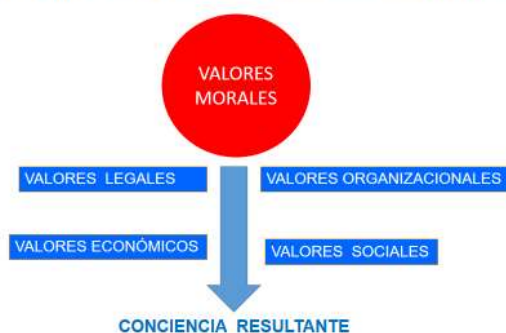 VALORES
MORALES
VALORES LEGALES
VALORES ORGANIZACIONALES
VALORES ECONÓMICOS
VALORES SOCIALES
CONCIENCIA RESULTANTE